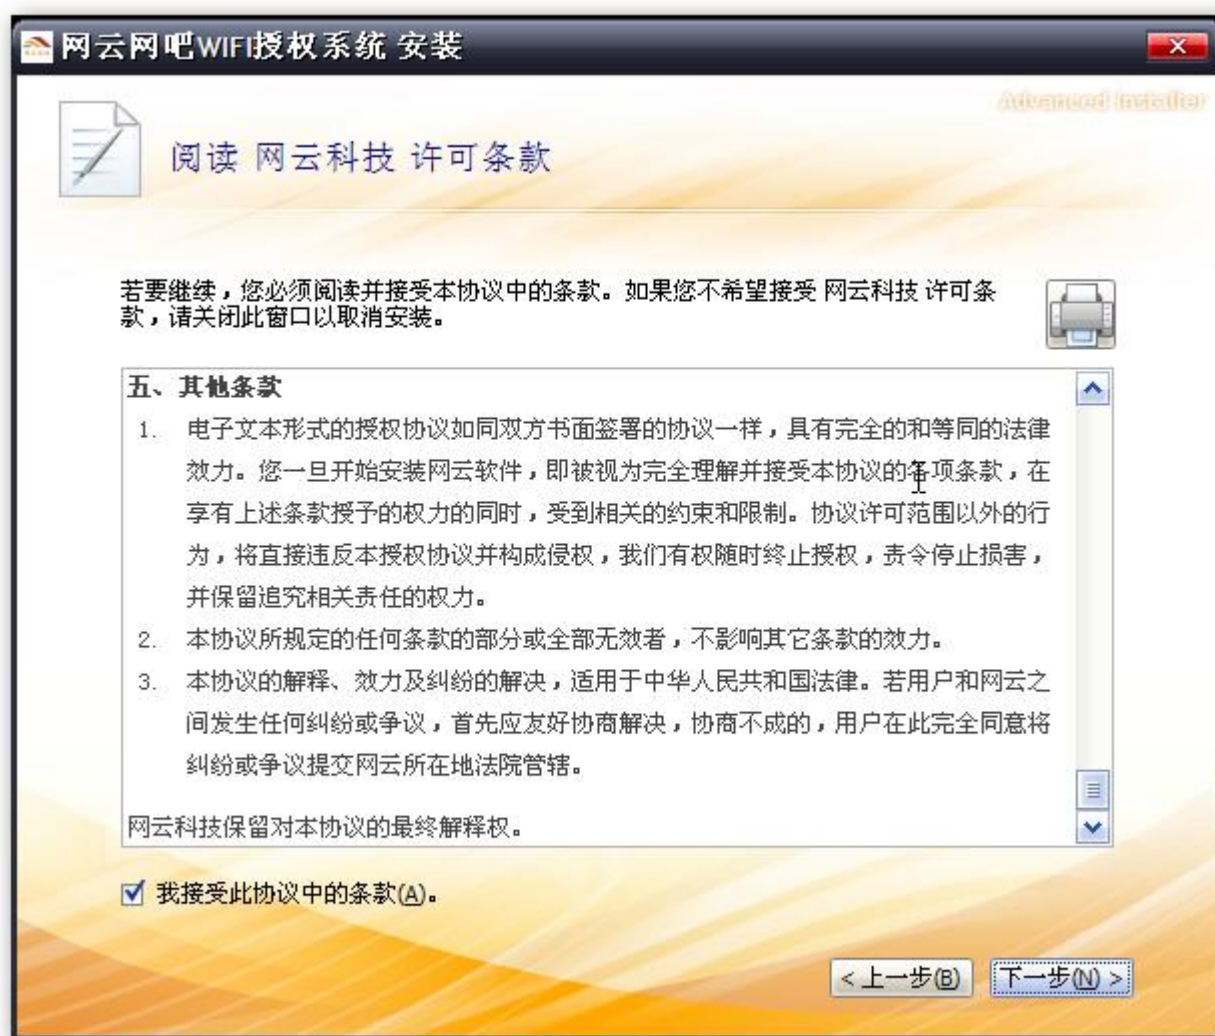 网云网吧WIFI授权系统 安装
Advanced Installer
阅读 网云科技 许可条款
若要继续，您必须阅读并接受本协议中的条款。如果您不希望接受 网云科技 许可条
款，请关闭此窗口以取消安装。
五、其他条款
1. 电子文本形式的授权协议如同双方书面签署的协议一样，具有完全的和等同的法律
效力。您一旦开始安装网云软件，即被视为完全理解并接受本协议的各项条款，在
享有上述条款授予的权力的同时，受到相关的约束和限制。协议许可范围以外的行
为，将直接违反本授权协议并构成侵权，我们有权随时终止授权，责令停止损害，
并保留追究相关责任的权力。
2. 本协议所规定的任何条款的部分或全部无效者，不影响其它条款的效力。
3. 本协议的解释、效力及纠纷的解决，适用于中华人民共和国法律。若用户和网云之
间发生任何纠纷或争议，首先应友好协商解决，协商不成的，用户在此完全同意将
纠纷或争议提交网云所在地法院管辖。
网云科技保留对本协议的最终解释权。
我接受此协议中的条款(A)。
< 上一步(B) 下一步(N) >